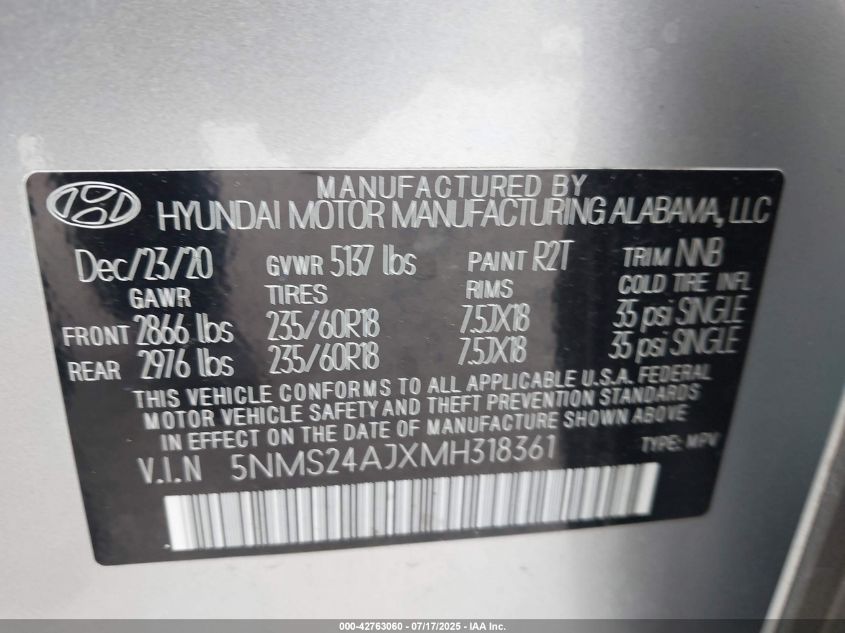 MANUFACTURED BY
HYUNDAI MOTOR MANUFACTURING ALABAMA, LLC
Dec/23/20 GVWR 5137 lbs PAINT R2T TRIM NNB
GAWR TIRES RIMS COLD TIRE INFL
FRONT 2866 lbs 235/60R18 7.5JX18 35 psi SINGLE
REAR 2976 lbs 235/60R18 7.5JX18 35 psi SINGLE
THIS VEHICLE CONFORMS TO ALL APPLICABLE U.S.A. FEDERAL
MOTOR VEHICLE SAFETY AND THEFT PREVENTION STANDARDS
IN EFFECT ON THE DATE OF MANUFACTURE SHOWN ABOVE
V.I.N 5NMS24AJXMH318361 TYPE: MPV
000-42763060 - 07/17/2025 - IAA Inc.